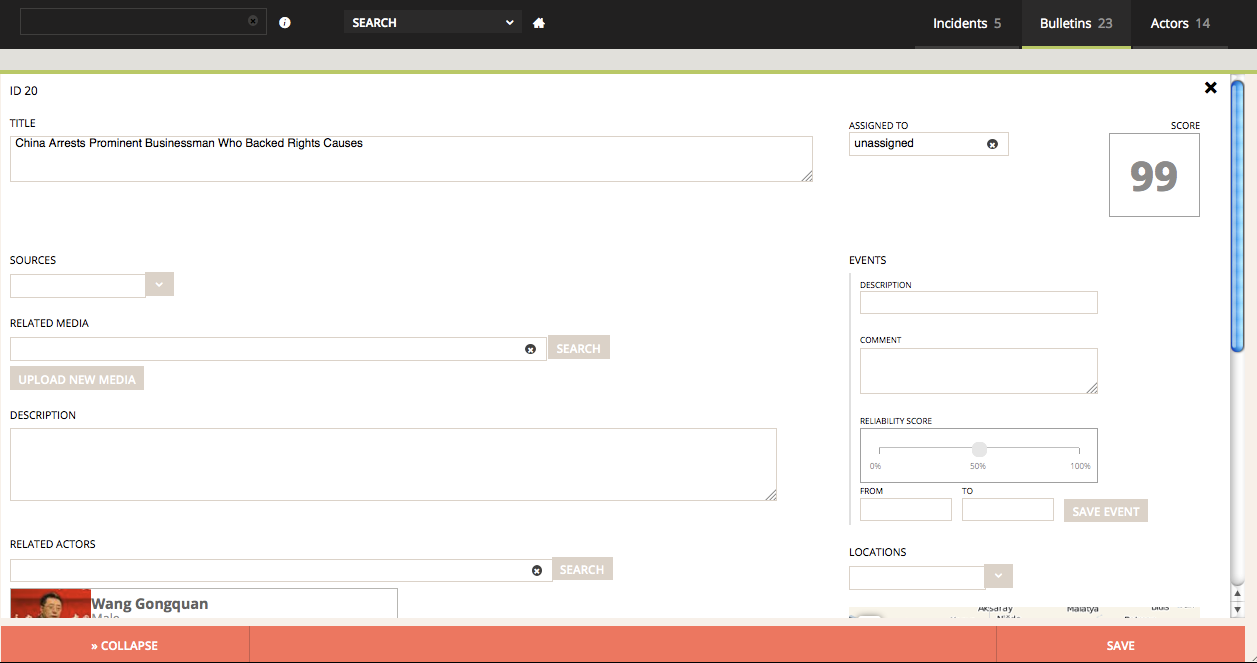 SEARCH
Incidents 5
Bulletins 23
Actors 14
ID 20
TITLE
China Arrests Prominent Businessman Who Backed Rights Causes
ASSIGNED TO
unassigned
SCORE
99
SOURCES
RELATED MEDIA
SEARCH
UPLOAD NEW MEDIA
DESCRIPTION
RELATED ACTORS
SEARCH
Wang Gongquan
Male
EVENTS
DESCRIPTION
COMMENT
RELIABILITY SCORE
0% 50% 100%
FROM TO
SAVE EVENT
LOCATIONS
Aksaray Malatya
» COLLAPSE
SAVE